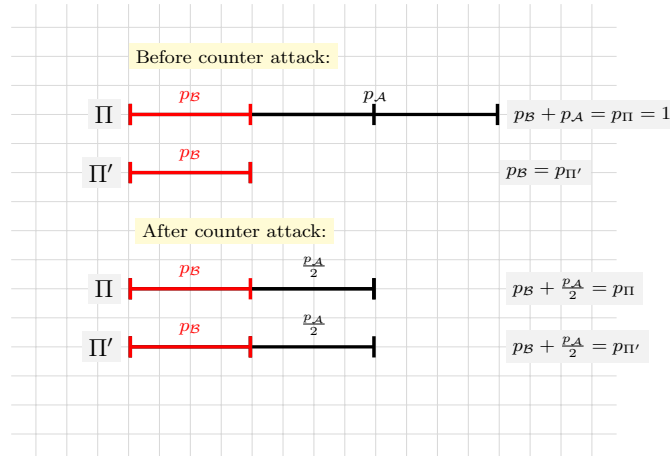 Before counter attack:
Π p_ℬ p_𝒜 p_ℬ + p_𝒜 = p_Π = 1
Π′ p_ℬ p_ℬ = p_Π′
After counter attack:
Π p_ℬ p_𝒜/2 p_ℬ + p_𝒜/2 = p_Π
Π′ p_ℬ p_𝒜/2 p_ℬ + p_𝒜/2 = p_Π′